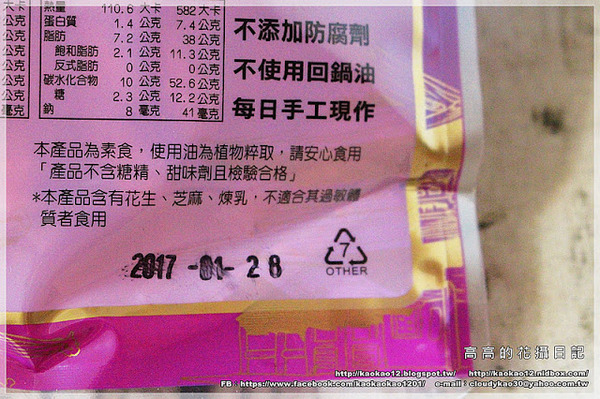 大卡 熱量 110.6 大卡 582 大卡
公克 蛋白質 1.4 公克 7.4 公克
公克 脂肪 7.2 公克 38 公克
公克 飽和脂肪 2.1 公克 11.3 公克
公克 反式脂肪 0 公克 0 公克
公克 碳水化合物 10 公克 52.6 公克
公克 糖 2.3 公克 12.2 公克
毫克 鈉 8 毫克 41 毫克
不添加防腐劑
不使用回鍋油
每日手工現作
本產品為素食，使用油為植物粹取，請安心食用
「產品不含糖精、甜味劑且檢驗合格」
*本產品含有花生、芝麻、煉乳，不適合其過敏體
質者食用
2017 -01- 28
7
OTHER
高高的花攝日記
http://kaokao12.blogspot.tw/ http://kaokao12.nidbox.com/
FB : https://www.facebook.com/kaokaokao1201/ e-mail : cloudykao30@yahoo.com.tw